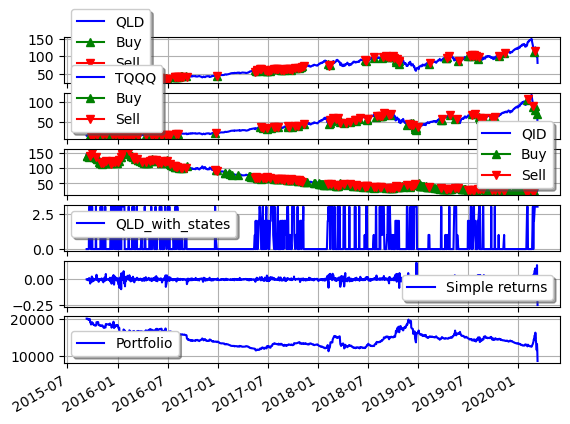 QLD
Buy
Sell
150
100
50
TQQQ
Buy
Sell
100
50
QID
Buy
Sell
150
100
50
QLD_with_states
2.5
0.0
Simple returns
0.00
−0.25
Portfolio
20000
10000
2015-07
2016-01
2016-07
2017-01
2017-07
2018-01
2018-07
2019-01
2019-07
2020-01